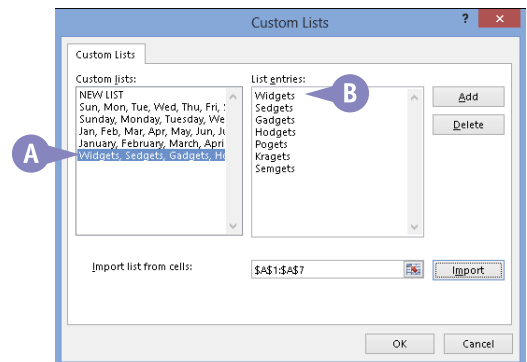 Custom Lists
? ×
Custom Lists
Custom lists:
NEW LIST
Sun, Mon, Tue, Wed, Thu, Fri, S
Sunday, Monday, Tuesday, We
Jan, Feb, Mar, Apr, May, Jun, Ju
January, February, March, Apri
Widgets, Sedgets, Gadgets, Ho
A
List entries:
Widgets
Sedgets
Gadgets
Hodgets
Pogets
Kragets
Semgets
B
Add
Delete
Import list from cells:
$A$1:$A$7
Import
OK
Cancel